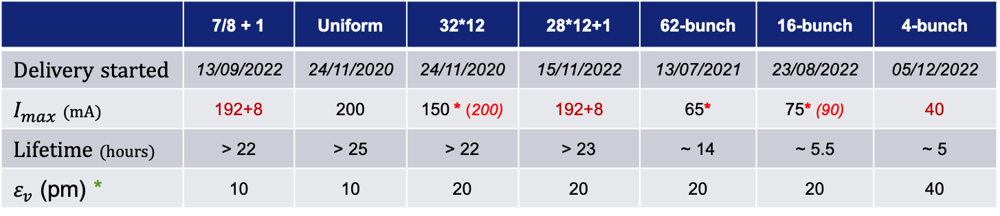 7/8 + 1 Uniform 32*12 28*12+1 62-bunch 16-bunch 4-bunch
Delivery started 13/09/2022 24/11/2020 24/11/2020 15/11/2022 13/07/2021 23/08/2022 05/12/2022
Imax (mA) 192+8 200 150 * (200) 192+8 65* 75* (90) 40
Lifetime (hours) > 22 > 25 > 22 > 23 ~ 14 ~ 5.5 ~ 5
εv (pm) * 10 10 20 20 20 20 40